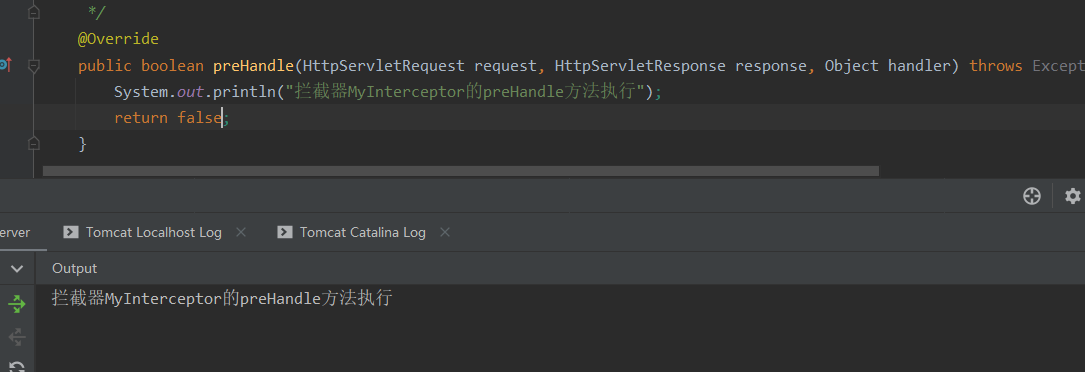 */
@Override
public boolean preHandle(HttpServletRequest request, HttpServletResponse response, Object handler) throws Except
System.out.println("拦截器MyInterceptor的preHandle方法执行");
return false;
}
erver
Tomcat Localhost Log
Tomcat Catalina Log
Output
拦截器MyInterceptor的preHandle方法执行